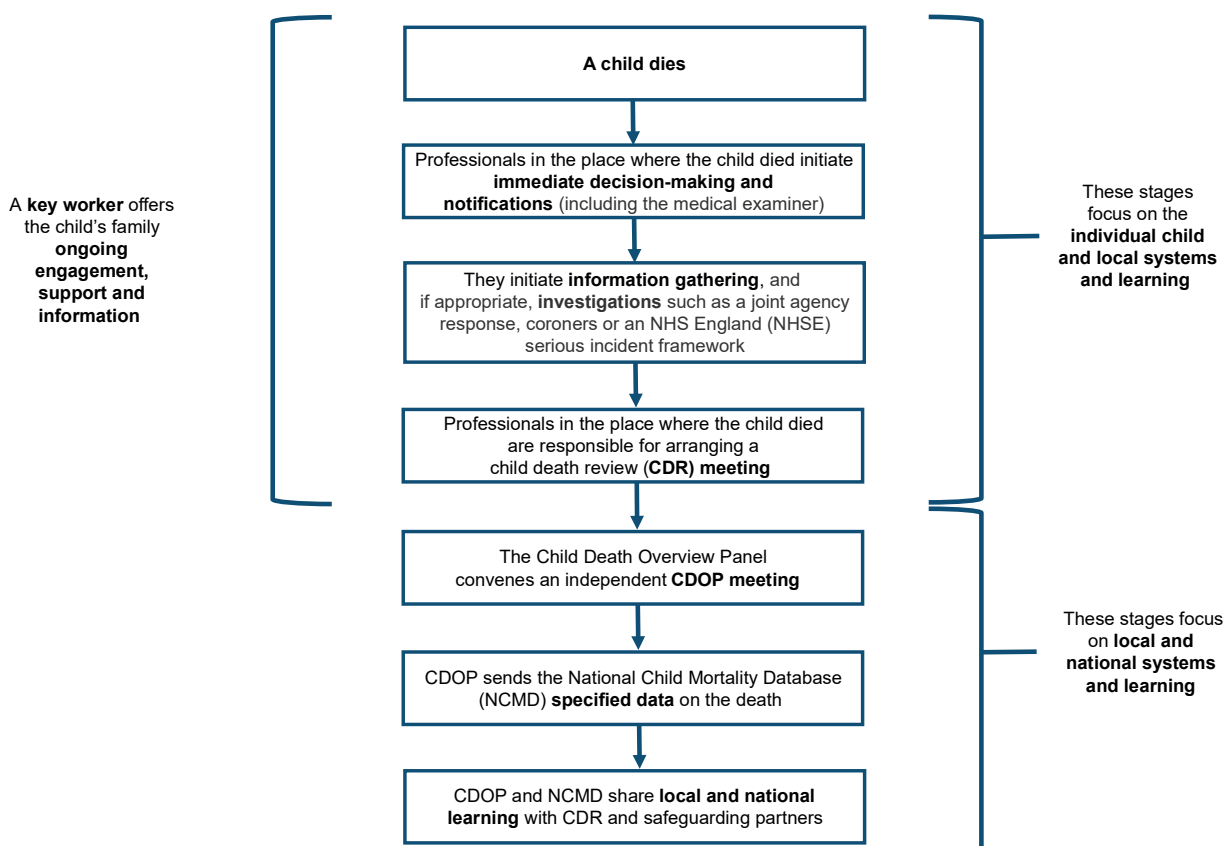 A child dies
Professionals in the place where the child died initiate
immediate decision-making and
notifications (including the medical examiner)
They initiate information gathering, and
if appropriate, investigations such as a joint agency
response, coroners or an NHS England (NHSE)
serious incident framework
Professionals in the place where the child died
are responsible for arranging a
child death review (CDR) meeting
The Child Death Overview Panel
convenes an independent CDOP meeting
CDOP sends the National Child Mortality Database
(NCMD) specified data on the death
CDOP and NCMD share local and national
learning with CDR and safeguarding partners
A key worker offers
the child’s family
ongoing
engagement,
support and
information
These stages
focus on the
individual child
and local systems
and learning
These stages focus
on local and
national systems
and learning